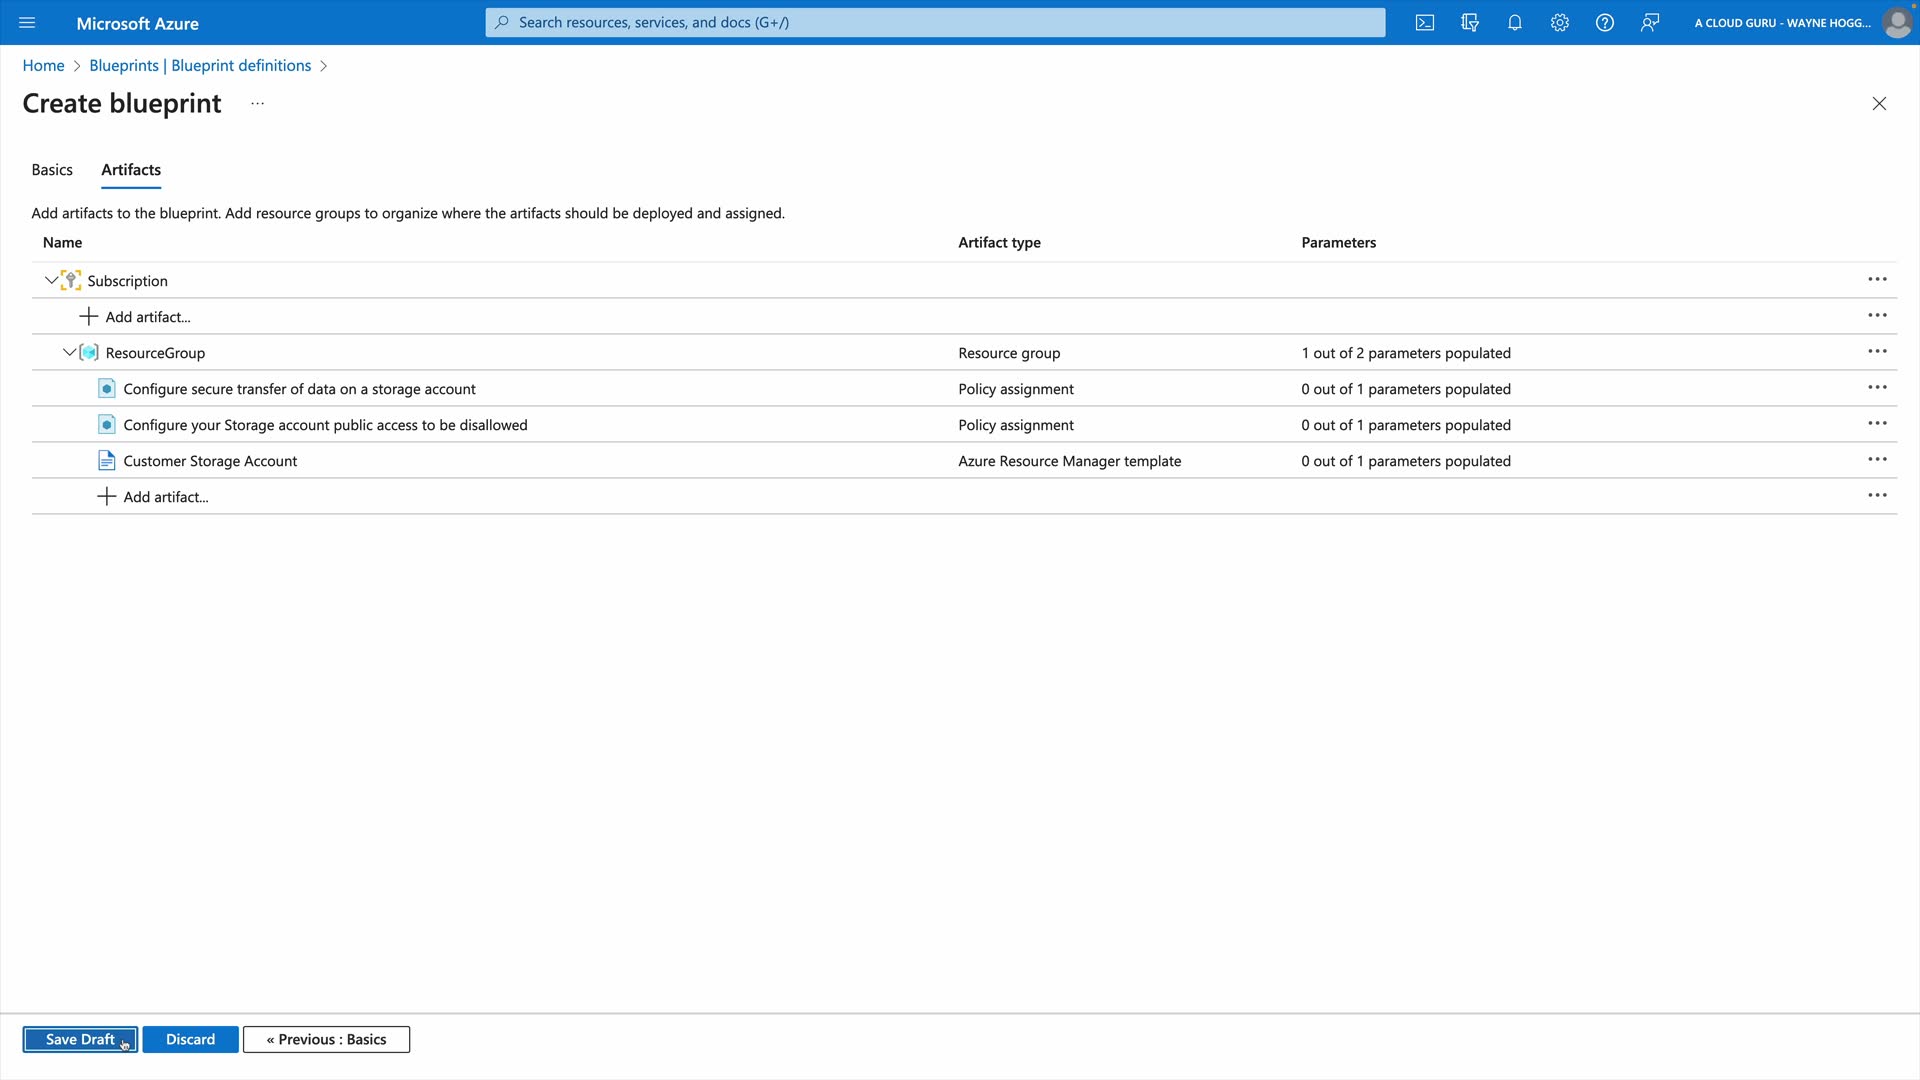 Microsoft Azure
Search resources, services, and docs (G+/)
A CLOUD GURU - WAYNE HOGG...
Home > Blueprints | Blueprint definitions >
Create blueprint ...
Basics Artifacts
Add artifacts to the blueprint. Add resource groups to organize where the artifacts should be deployed and assigned.
Name Artifact type Parameters
Subscription
Add artifact...
ResourceGroup Resource group 1 out of 2 parameters populated
Configure secure transfer of data on a storage account Policy assignment 0 out of 1 parameters populated
Configure your Storage account public access to be disallowed Policy assignment 0 out of 1 parameters populated
Customer Storage Account Azure Resource Manager template 0 out of 1 parameters populated
Add artifact...
Save Draft Discard « Previous : Basics